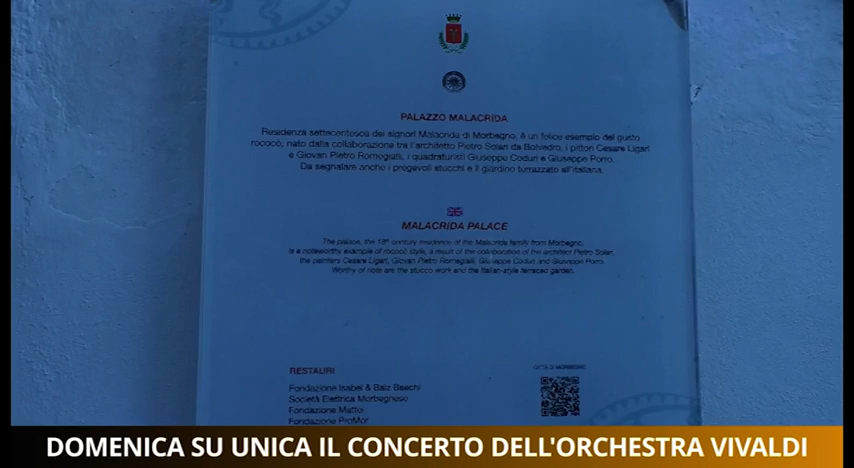 PALAZZO MALACRIDA
Residenza settecentesca dei signori Malacrida di Morbegno, è un felice esempio del gusto
rococò, nato dalla collaborazione tra l'architetto Pietro Solari da Bolvedro, i pittori Cesare Ligari
e Giovan Pietro Romegialli, i quadraturisti Giuseppe Coduri e Giuseppe Porro.
Da segnalare anche i pregevoli stucchi e il giardino terrazzato all'italiana.
MALACRIDA PALACE
The palace, the 18th century residence of the Malacrida family from Morbegno,
is a noteworthy example of rococò style, a result of the collaboration of the architect Pietro Solari,
the painters Cesare Ligari, Giovan Pietro Romegialli, Giuseppe Coduri and Giuseppe Porro.
Worthy of note are the stucco work and the Italian-style terraced garden.
RESTAURI
CITTÀ DI MORBEGNO
Fondazione Isabel & Balz Baechi
Società Elettrica Morbegnese
Fondazione Mattei
Fondazione ProMor
DOMENICA SU UNICA IL CONCERTO DELL'ORCHESTRA VIVALDI